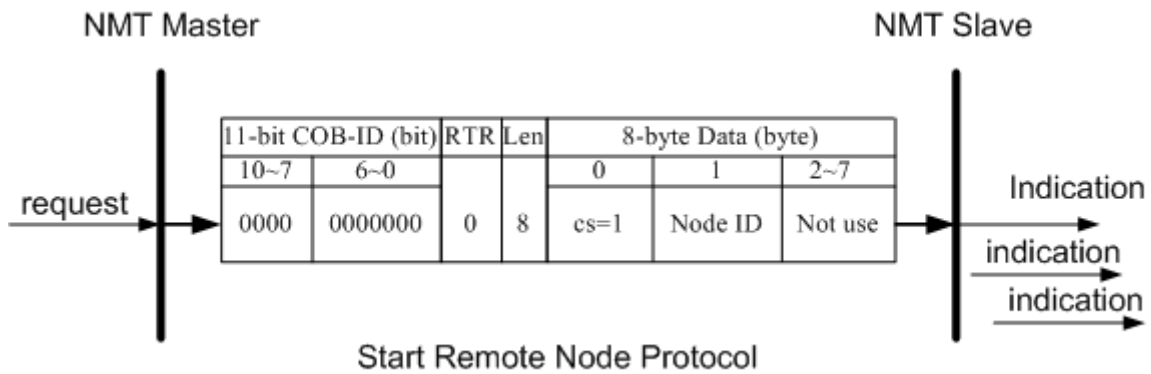 NMT Master NMT Slave
11-bit COB-ID (bit) RTR Len 8-byte Data (byte)
10~7 6~0 0 1 2~7
request 0000 0000000 0 8 cs=1 Node ID Not use Indication
indication
indication
Start Remote Node Protocol